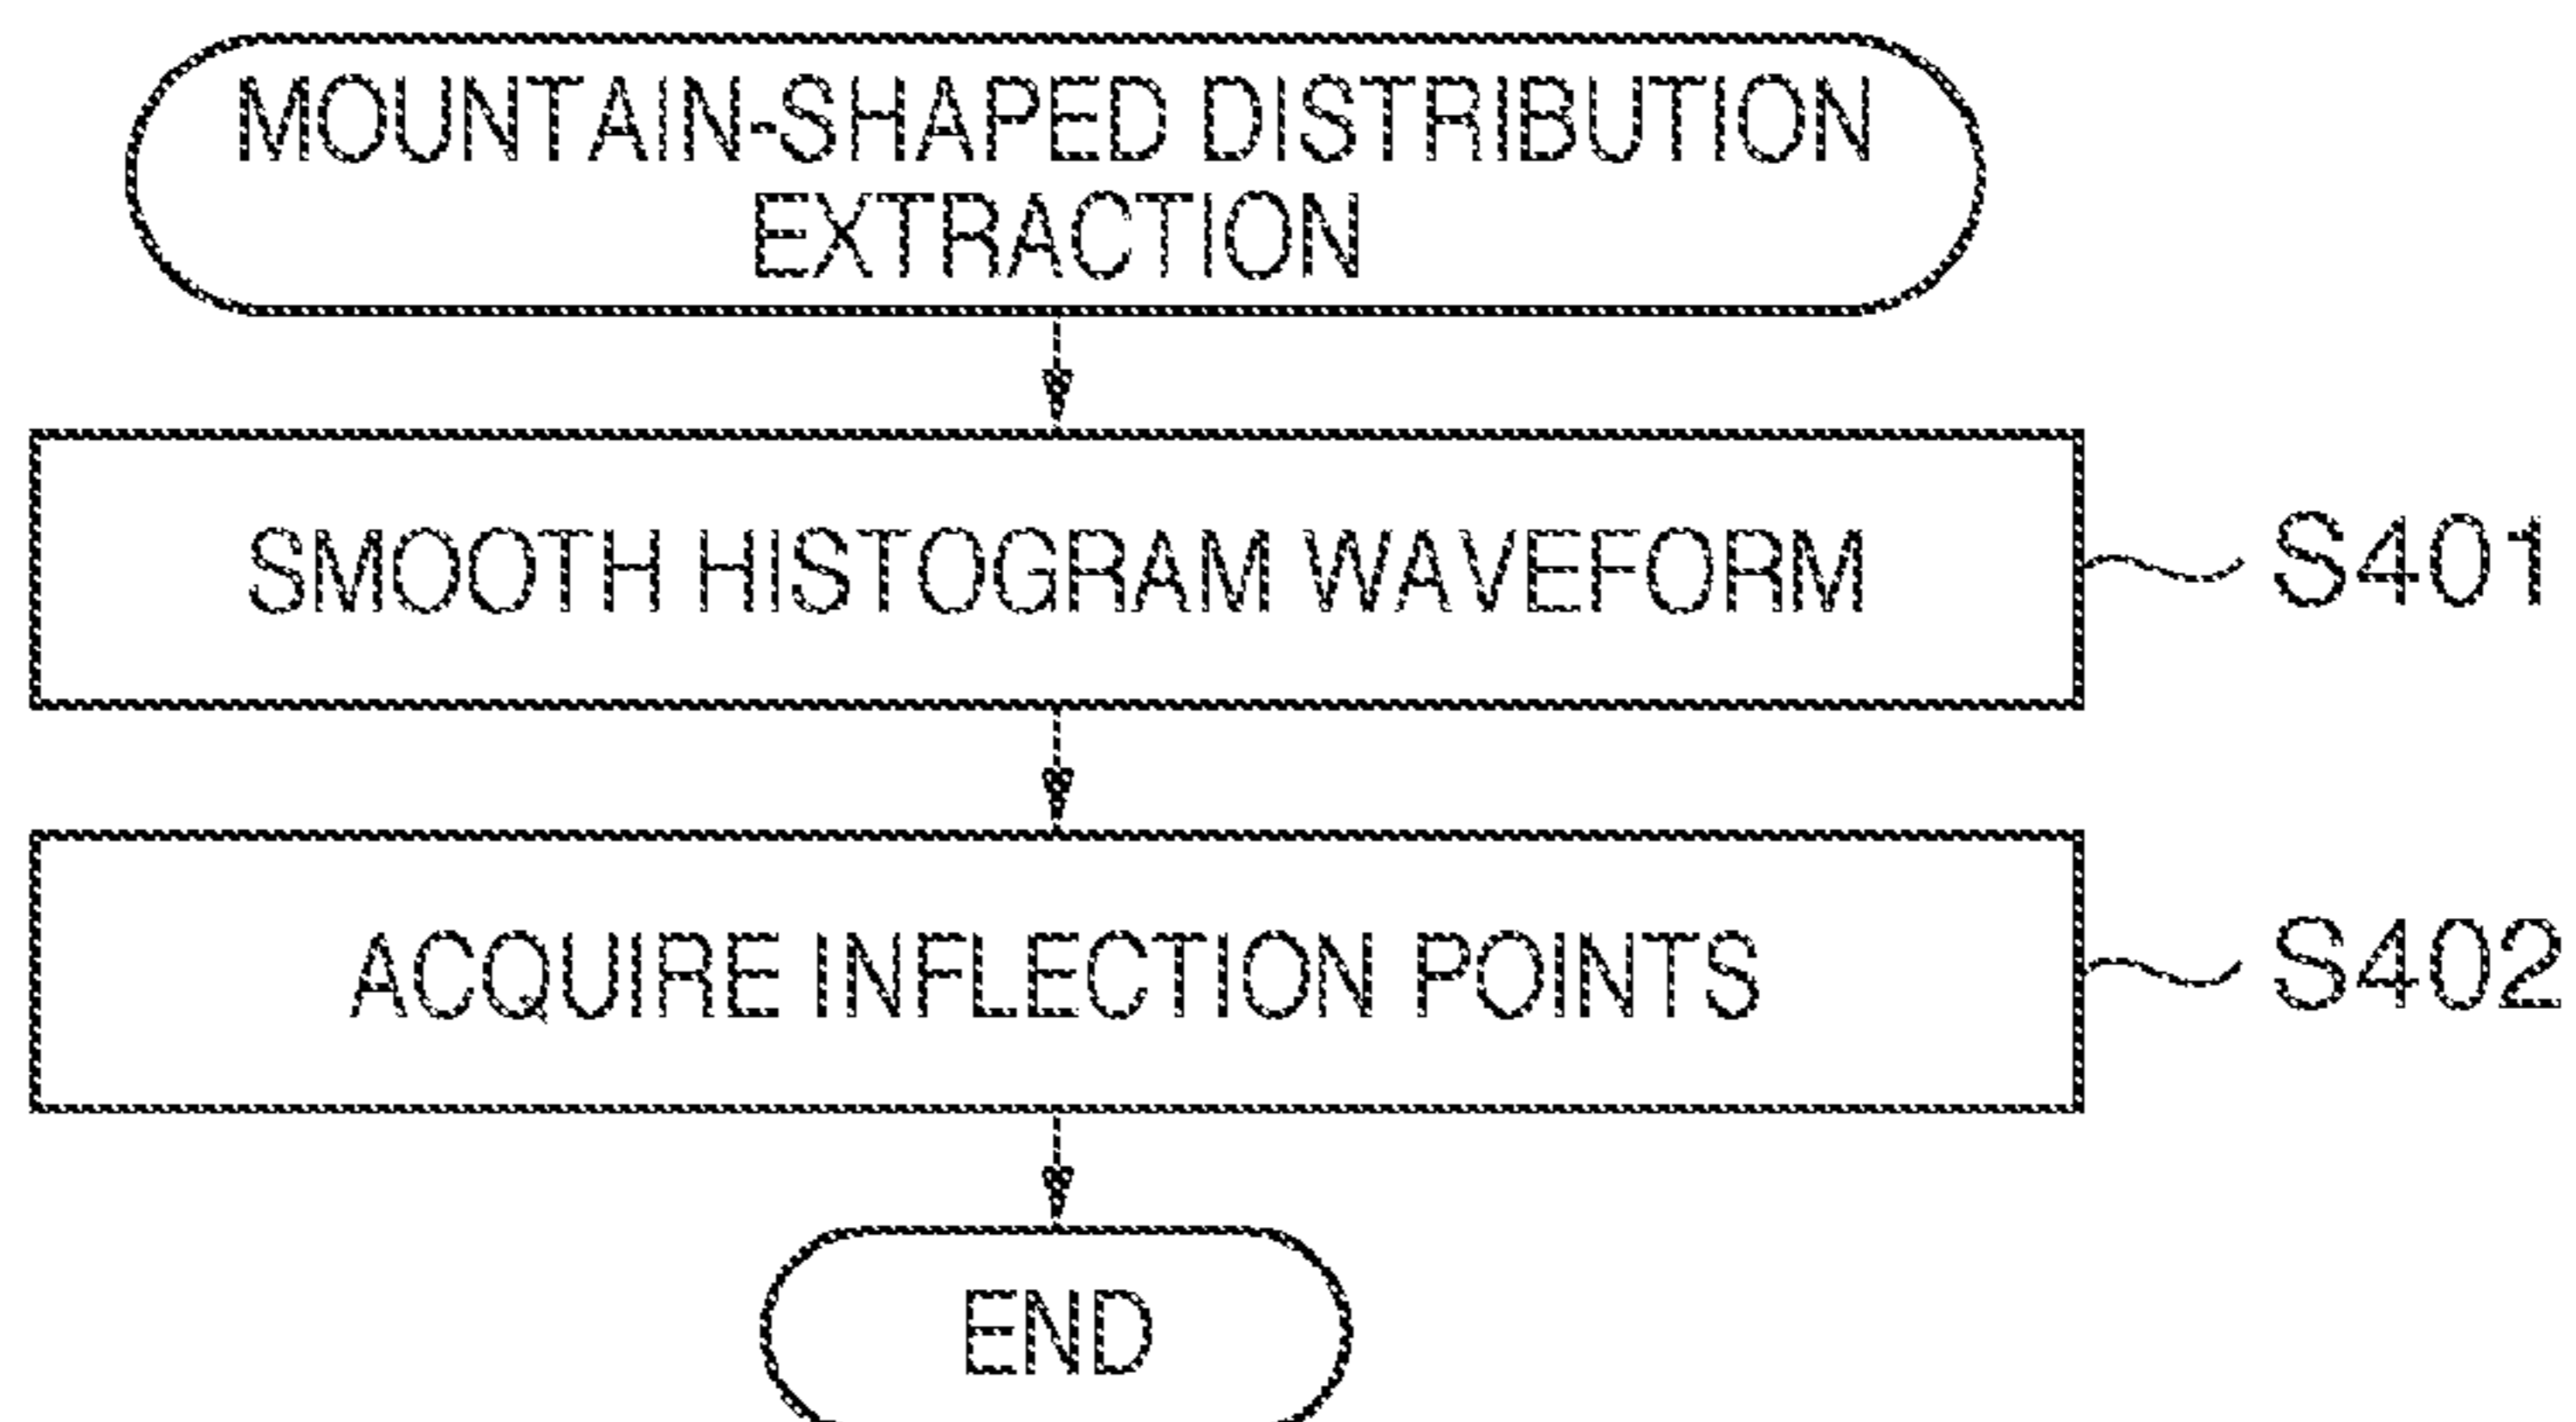 MOUNTAIN-SHAPED DISTRIBUTION
EXTRACTION
SMOOTH HISTOGRAM WAVEFORM
S401
ACQUIRE INFLECTION POINTS
S402
END